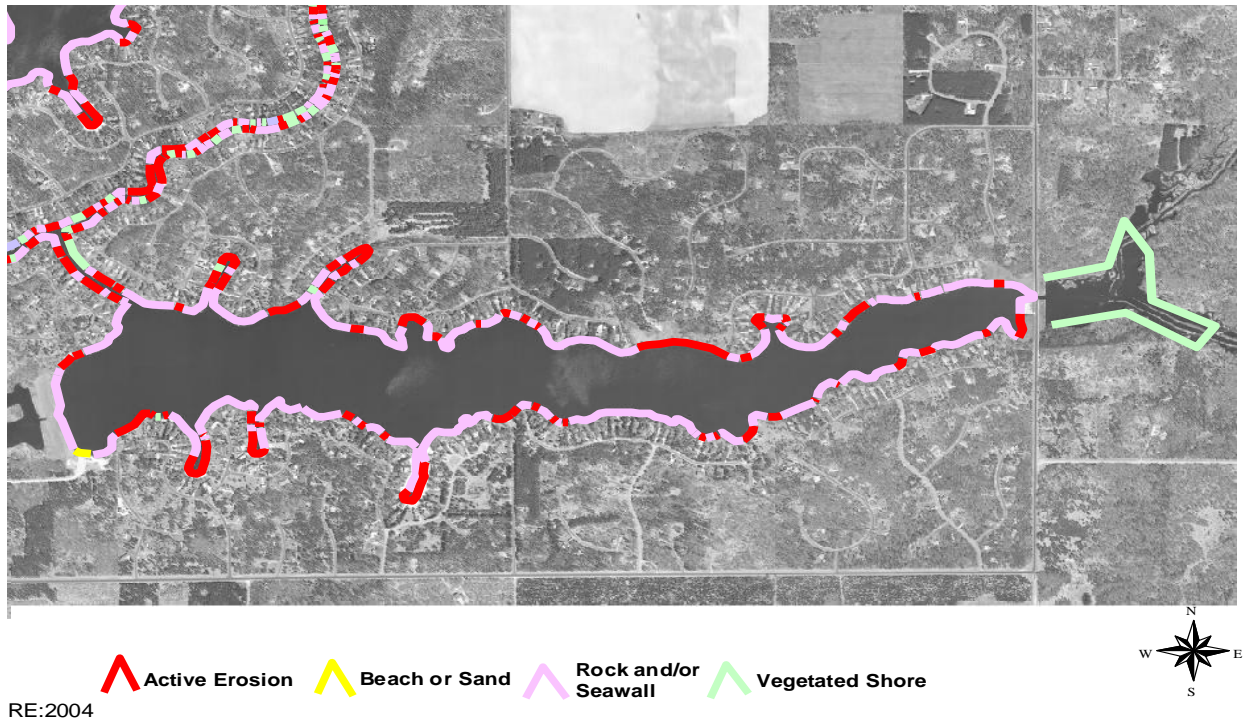 N
W E
S
Active Erosion
Beach or Sand
Rock and/or
Seawall
Vegetated Shore
RE:2004